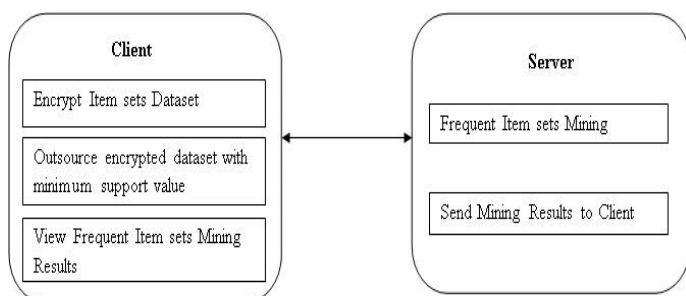 Client
Encrypt Item sets Dataset
Outsource encrypted dataset with
minimum support value
View Frequent Item sets Mining
Results
Server
Frequent Item sets Mining
Send Mining Results to Client